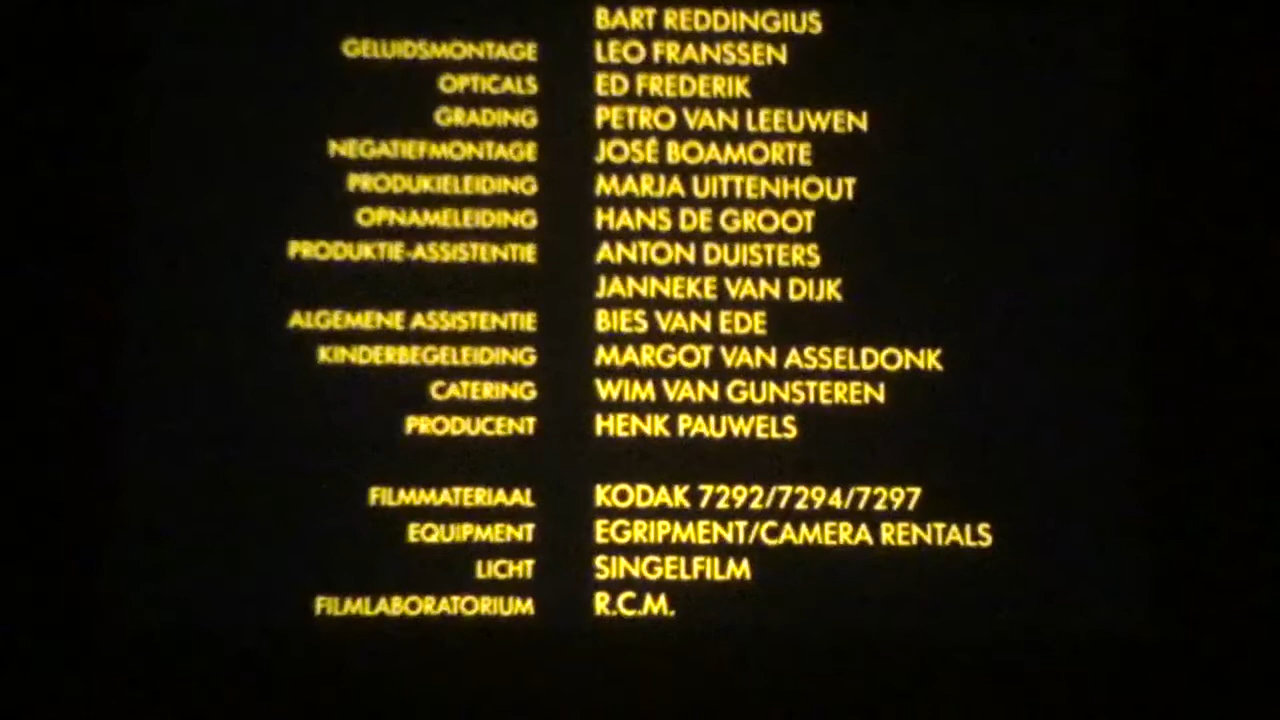 BART REDDINGIUS
GELUIDSMONTAGE LEO FRANSSEN
OPTICALS ED FREDERIK
GRADING PETRO VAN LEEUWEN
NEGATIEFMONTAGE JOSÉ BOAMORTE
PRODUKIELEIDING MARJA UITTENHOUT
OPNAMELEIDING HANS DE GROOT
PRODUKTIE-ASSISTENTIE ANTON DUISTERS
JANNEKE VAN DIJK
ALGEMENE ASSISTENTIE BIES VAN EDE
KINDERBEGELEIDING MARGOT VAN ASSELDONK
CATERING WIM VAN GUNSTEREN
PRODUCENT HENK PAUWELS
FILMMATERIAAL KODAK 7292/7294/7297
EQUIPMENT EGRIPMENT/CAMERA RENTALS
LICHT SINGELFILM
FILMLABORATORIUM R.C.M.